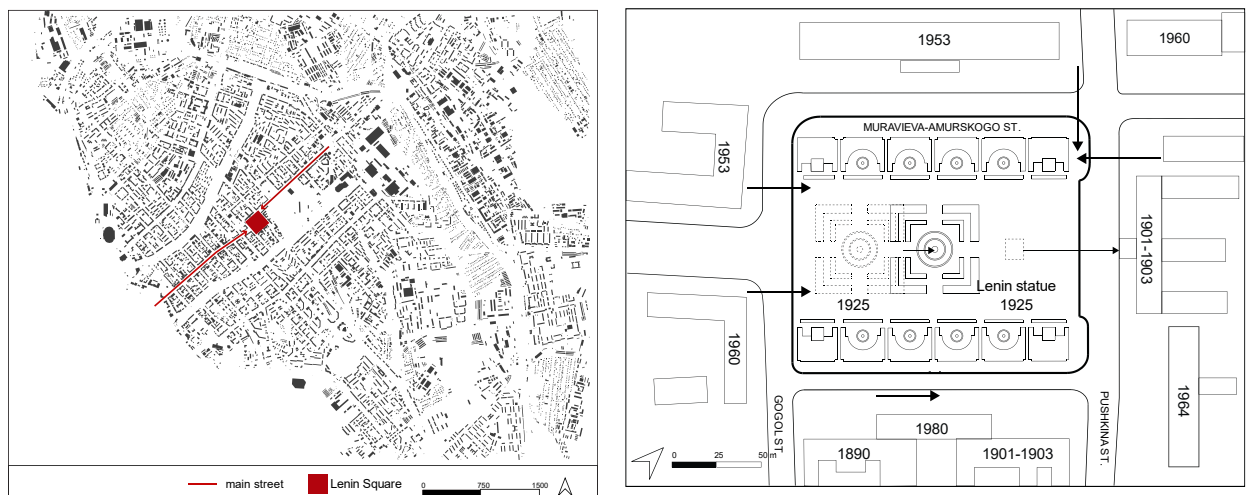 main street
Lenin Square
0 750 1500
1953
1960
MURAVIEVA-AMURSKOGO ST.
1953
1901-1903
Lenin statue
1925
1925
1960
1964
GOGOL ST.
PUSHKINA ST.
0 25 50 m
1980
1890
1901-1903